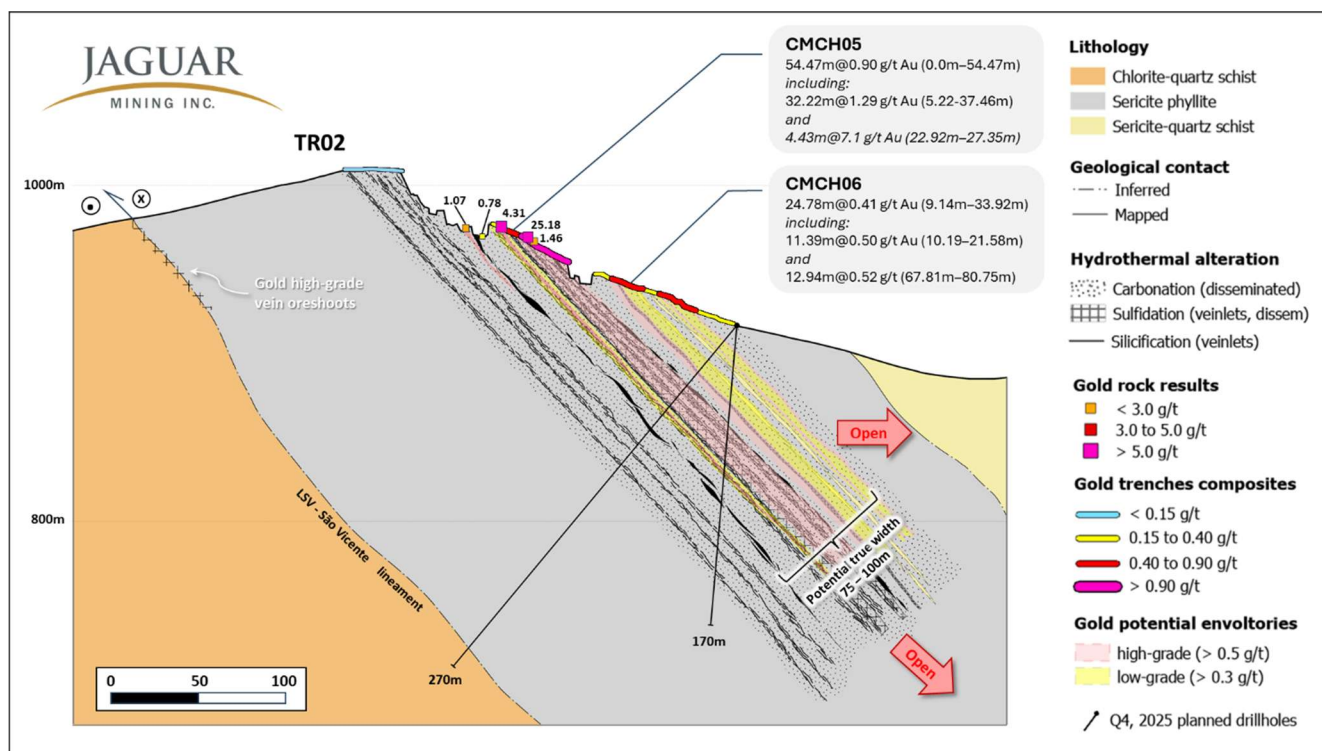 JAGUAR
MINING INC.
TR02
CMCH05
54.47m@0.90 g/t Au (0.0m–54.47m)
including:
32.22m@1.29 g/t Au (5.22-37.46m)
and
4.43m@7.1 g/t Au (22.92m–27.35m)
CMCH06
24.78m@0.41 g/t Au (9.14m–33.92m)
including:
11.39m@0.50 g/t Au (10.19–21.58m)
and
12.94m@0.52 g/t (67.81m–80.75m)
1000m
X
1.07
0.78
4.31
25.18
1.46
Gold high-grade
vein oreshoots
Open
800m
LSV - São Vicente lineament
Potential true width
75 – 100m
170m
270m
Open
0 50 100
Lithology
Chlorite-quartz schist
Sericite phyllite
Sericite-quartz schist
Geological contact
Inferred
Mapped
Hydrothermal alteration
Carbonation (disseminated)
Sulfidation (veinlets, dissem)
Silicification (veinlets)
Gold rock results
< 3.0 g/t
3.0 to 5.0 g/t
> 5.0 g/t
Gold trenches composites
< 0.15 g/t
0.15 to 0.40 g/t
0.40 to 0.90 g/t
> 0.90 g/t
Gold potential envoltories
high-grade (> 0.5 g/t)
low-grade (> 0.3 g/t)
Q4, 2025 planned drillholes